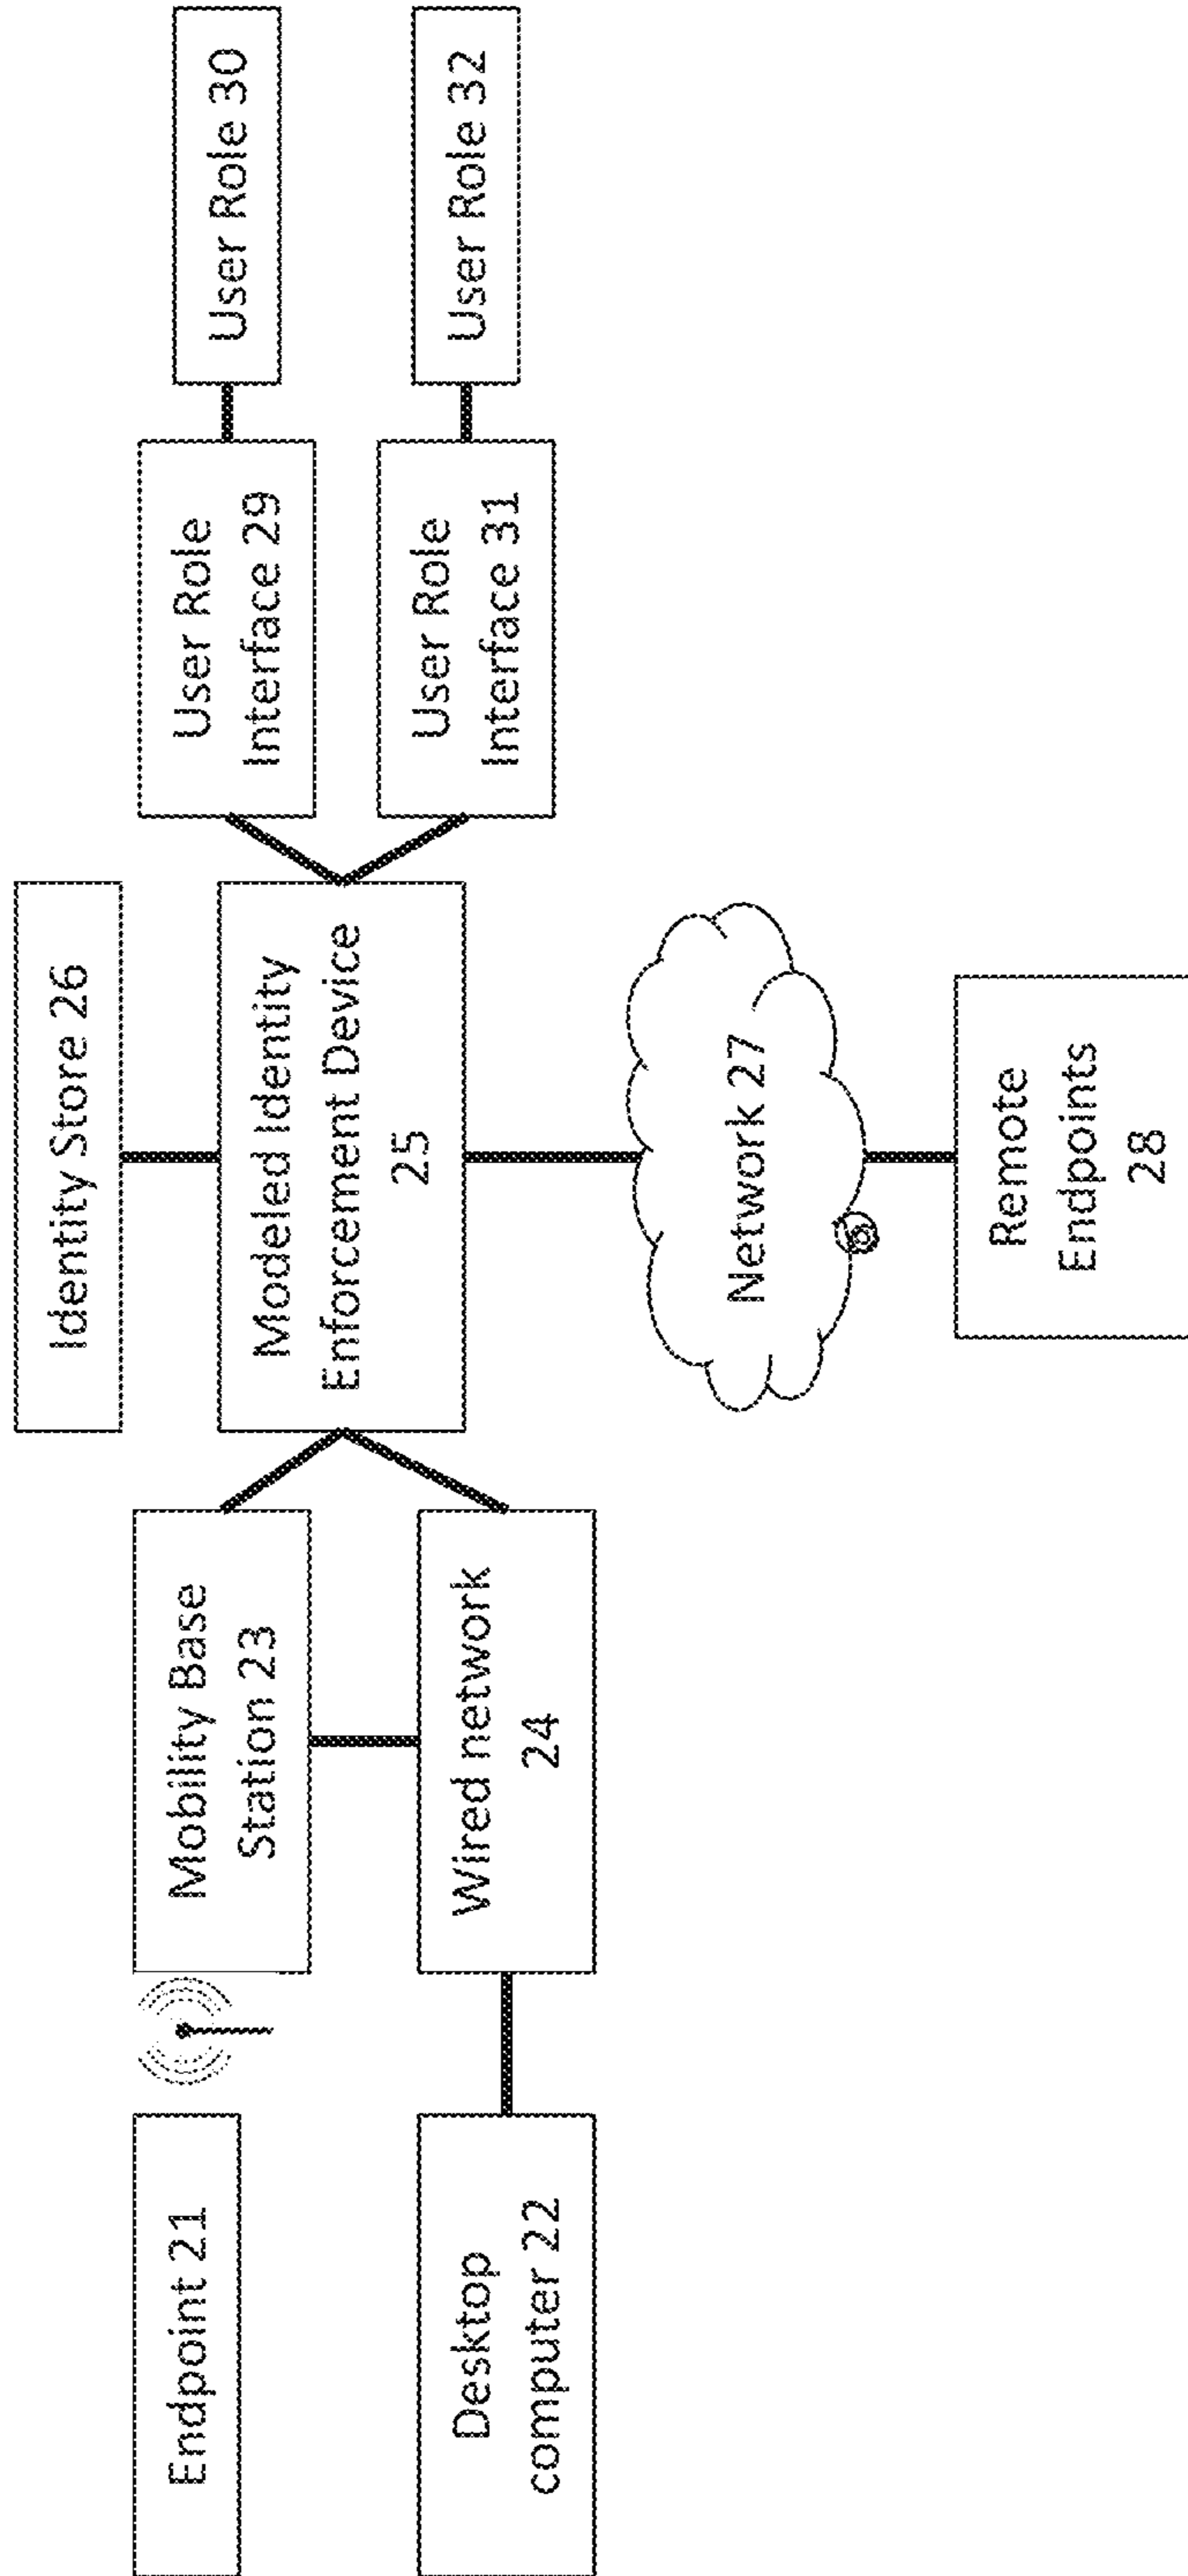 Identity Store 26
Endpoint 21
Mobility Base
Station 23
Modeled Identity
Enforcement Device
25
User Role
Interface 29
User Role 30
Desktop
computer 22
Wired network
24
User Role
Interface 31
User Role 32
Network 27
Remote
Endpoints
28